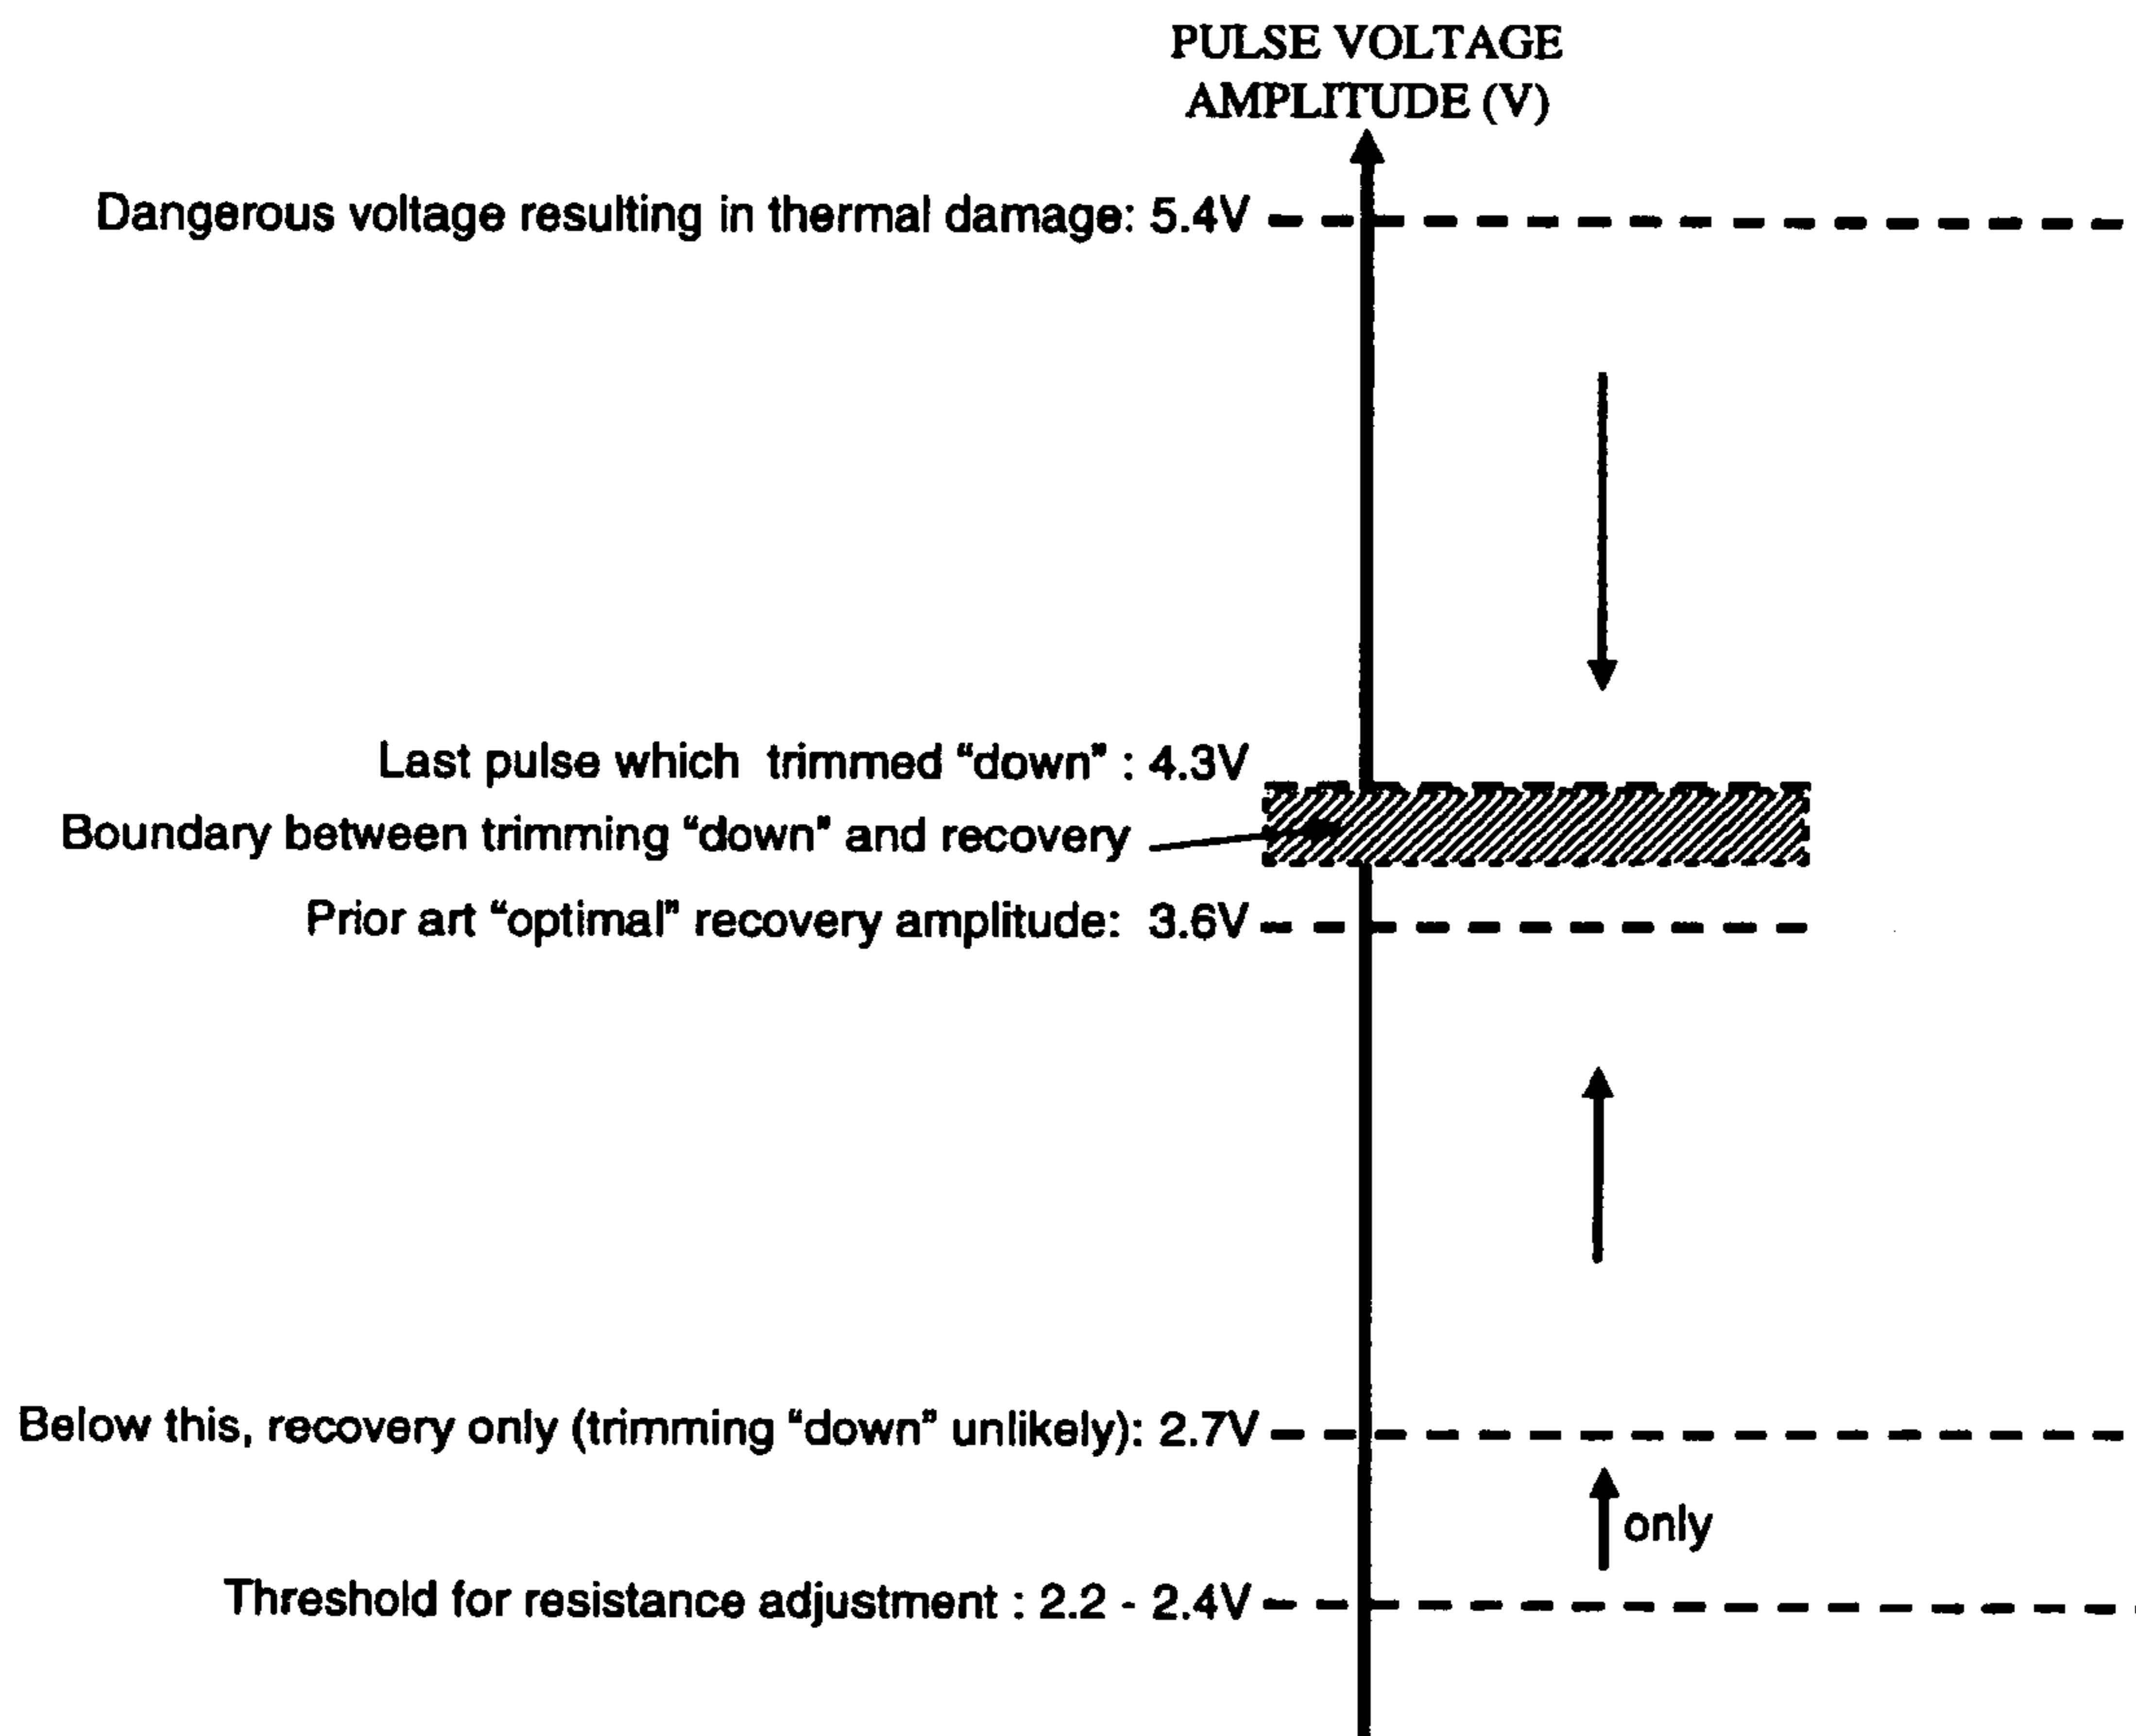 PULSE VOLTAGE
AMPLITUDE (V)
Dangerous voltage resulting in thermal damage: 5.4V
Last pulse which trimmed “down” : 4.3V
Boundary between trimming “down” and recovery
Prior art “optimal” recovery amplitude: 3.6V
Below this, recovery only (trimming “down” unlikely): 2.7V
only
Threshold for resistance adjustment : 2.2 - 2.4V